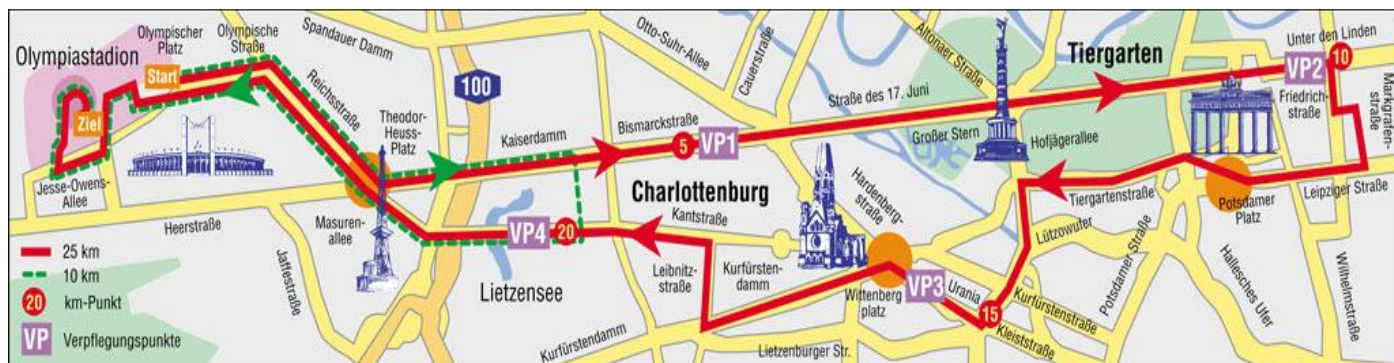 Olympischer
Platz
Olympische
Straße
Spandauer Damm
Otto-Suhr-Allee
Cauerstraße
Altonaer Straße
Tiergarten
Unter den Linden
Olympiastadion
Start
Ziel
Reichsstraße
Theodor-
Heuss-
Platz
100
Kaiserdamm
Bismarckstraße
5
VP1
Straße des 17. Juni
Großer Stern
Hofjägerallee
VP2
10
Friedrich-
straße
Markgrafen-
straße
Jesse-Owens-
Allee
Heerstraße
Masuren-
allee
Jaffestraße
Charlottenburg
Kantstraße
Hardenberg-
straße
Tiergartenstraße
Potsdamer
Platz
Leipziger Straße
VP4
20
Lietzensee
Leibnitz-
straße
Kurfürsten-
damm
Wittenberg
platz
VP3
Urania
15
Lützowufer
Kurfürstenstraße
Kleiststraße
Potsdamer Straße
Hallesches Ufer
Wilhelmstraße
Kurfürstendamm
Lietzenburger Str.
25 km
10 km
20 km-Punkt
VP Verpflegungspunkte